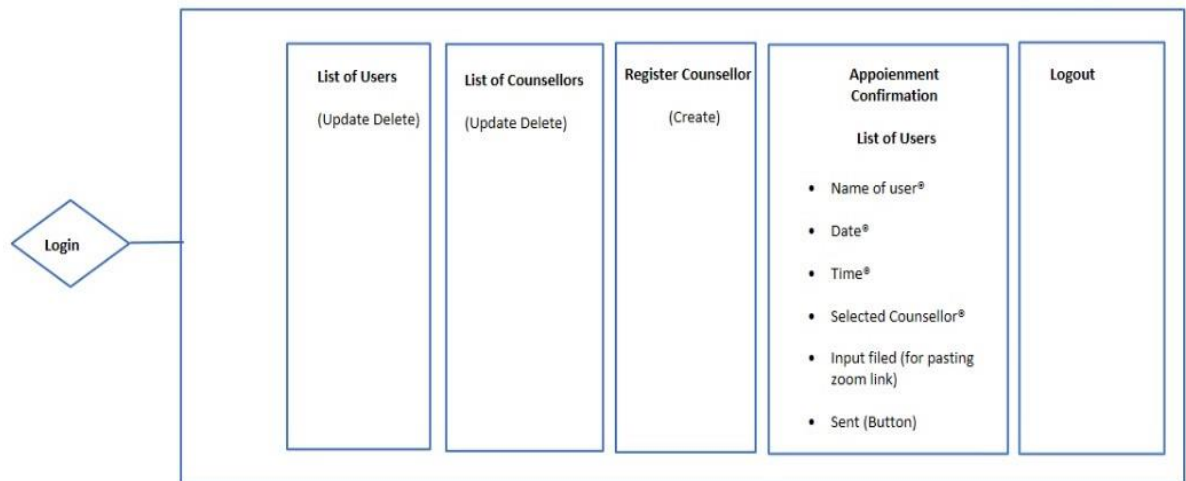 Login
List of Users
(Update Delete)
List of Counsellors
(Update Delete)
Register Counsellor
(Create)
Appoienment
Confirmation
List of Users
• Name of user®
• Date®
• Time®
• Selected Counsellor®
• Input filed (for pasting
zoom link)
• Sent (Button)
Logout